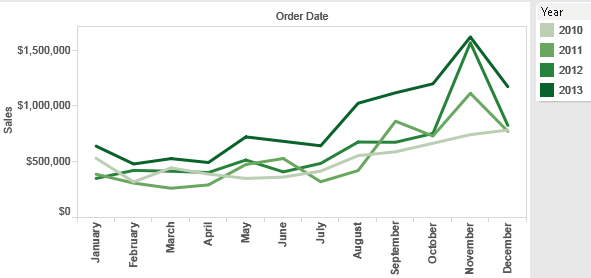 Order Date
Year
2010
2011
2012
2013
Sales
$1,500,000
$1,000,000
$500,000
$0
January
February
March
April
May
June
July
August
September
October
November
December